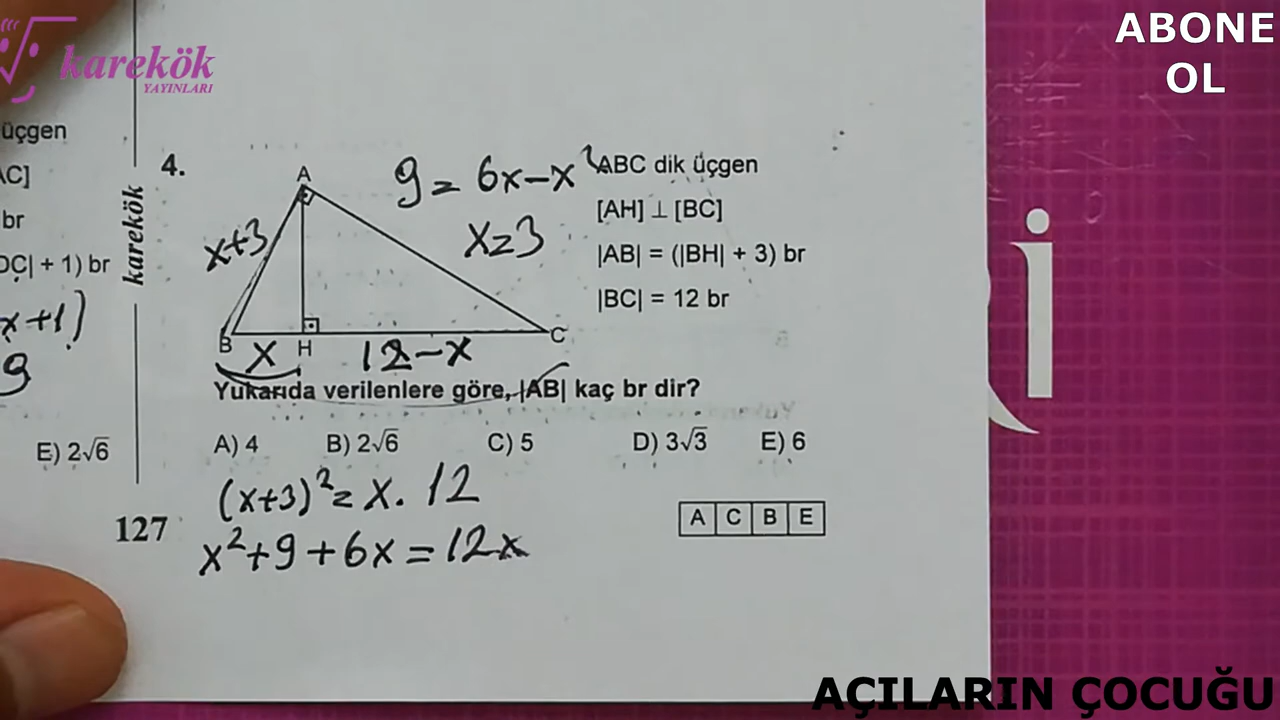 ABONE
OL
karekök
YAYINLARI
üçgen
AC]
br
DC| + 1) br
x+1)
9
E) 2√6
karekök
127
4.
A
B
H
C
x+3
x
12-x
9 = 6x-x²
x=3
ABC dik üçgen
[AH] ⊥ [BC]
|AB| = (|BH| + 3) br
|BC| = 12 br
Yukarıda verilenlere göre, |AB| kaç br dir?
A) 4 B) 2√6 C) 5 D) 3√3 E) 6
(x+3)² = x. 12
x²+9+6x=12x
A C B E
AÇILARIN ÇOCUĞU